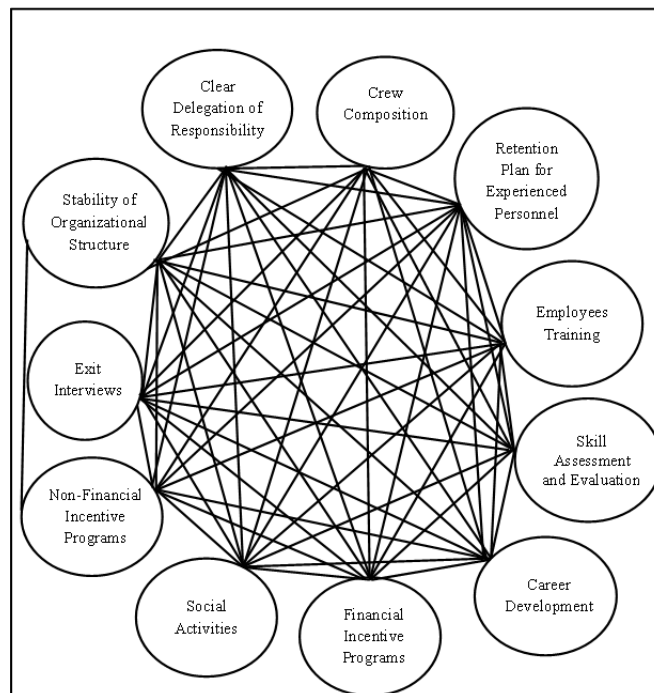 Clear
Delegation of
Responsibility
Crew
Composition
Retention
Plan for
Experienced
Personnel
Stability of
Organizational
Structure
Employees
Training
Exit
Interviews
Skill
Assessment
and Evaluation
Non-Financial
Incentive
Programs
Career
Development
Social
Activities
Financial
Incentive
Programs